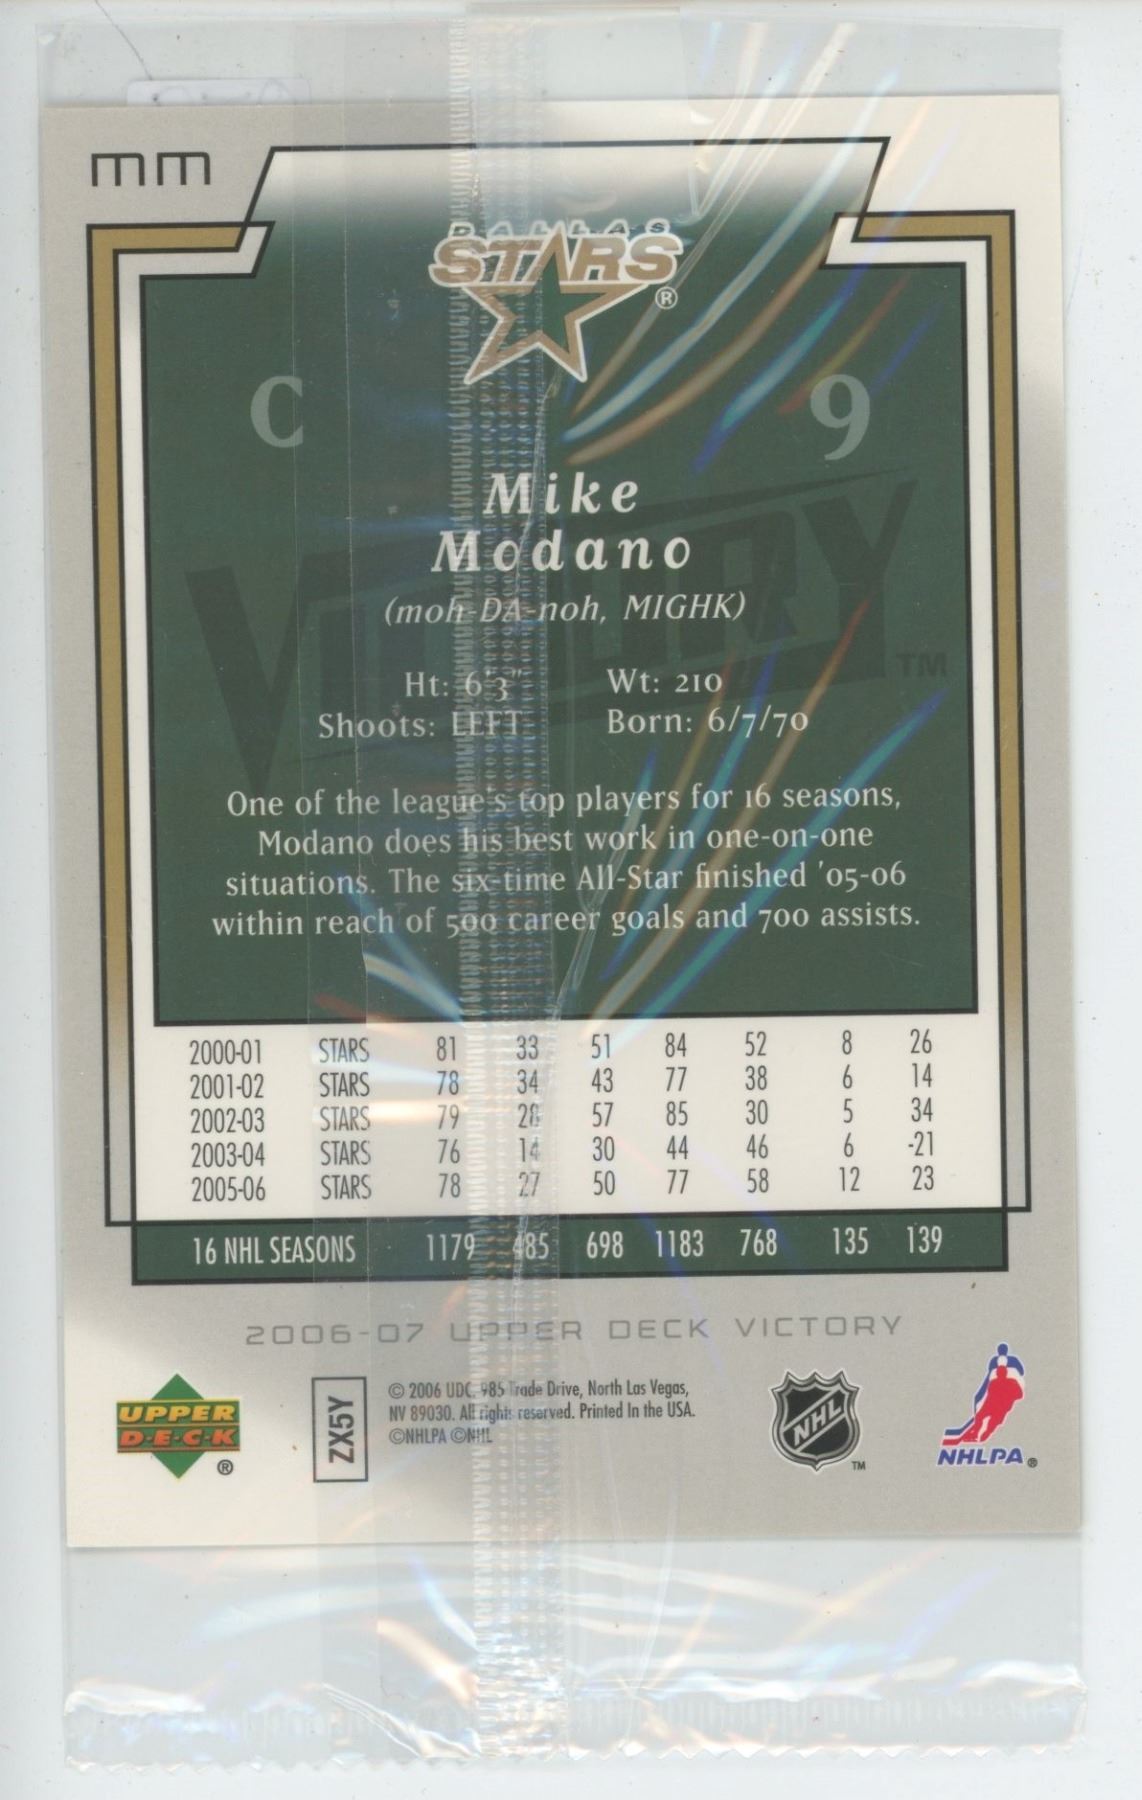 mm
DALLAS
STARS
®
C 9
Mike
Modano
(moh-DA-noh, MIGHK)
Ht: 6'3" Wt: 210
Shoots: LEFT Born: 6/7/70
VICTORY TM
One of the league's top players for 16 seasons,
Modano does his best work in one-on-one
situations. The six-time All-Star finished '05-06
within reach of 500 career goals and 700 assists.
2000-01 STARS 81 33 51 84 52 8 26
2001-02 STARS 78 34 43 77 38 6 14
2002-03 STARS 79 28 57 85 30 5 34
2003-04 STARS 76 14 30 44 46 6 -21
2005-06 STARS 78 27 50 77 58 12 23
16 NHL SEASONS 1179 485 698 1183 768 135 139
2006-07 UPPER DECK VICTORY
UPPER
D·E·C·K
®
ZX5Y
© 2006 UDC. 985 Trade Drive, North Las Vegas,
NV 89030. All rights reserved. Printed In the USA.
©NHLPA ©NHL
NHL
TM
NHLPA®